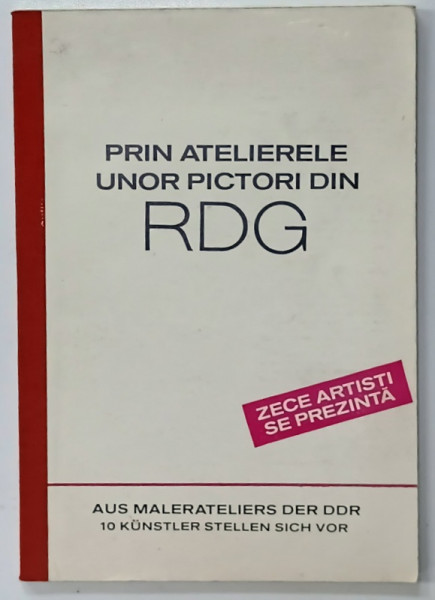 PRIN ATELIERELE
UNOR PICTORI DIN
RDG
ZECE ARTISTI
SE PREZINTĂ
AUS MALERATELIERS DER DDR
10 KÜNSTLER STELLEN SICH VOR